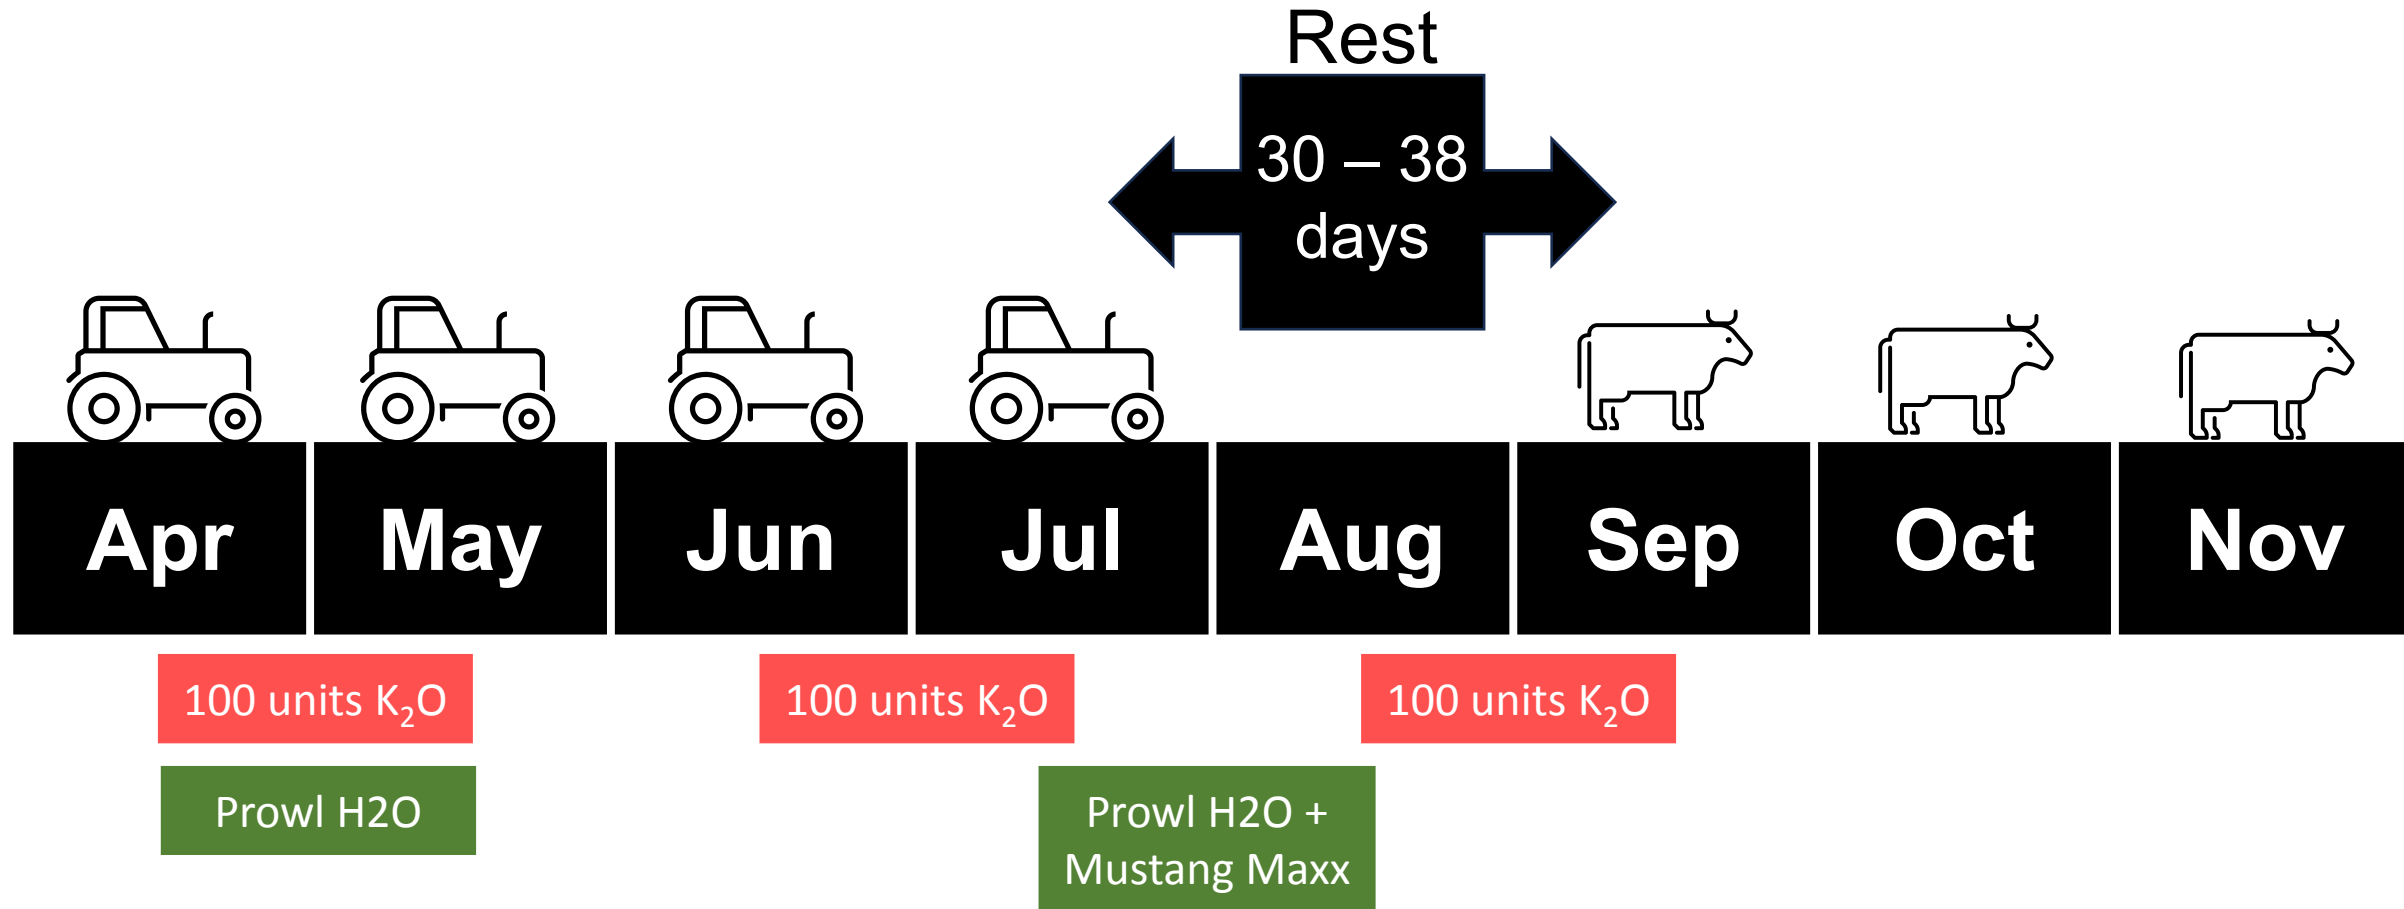 Rest
30 – 38
days
Apr
May
Jun
Jul
Aug
Sep
Oct
Nov
100 units K₂O
100 units K₂O
100 units K₂O
Prowl H2O
Prowl H2O +
Mustang Maxx